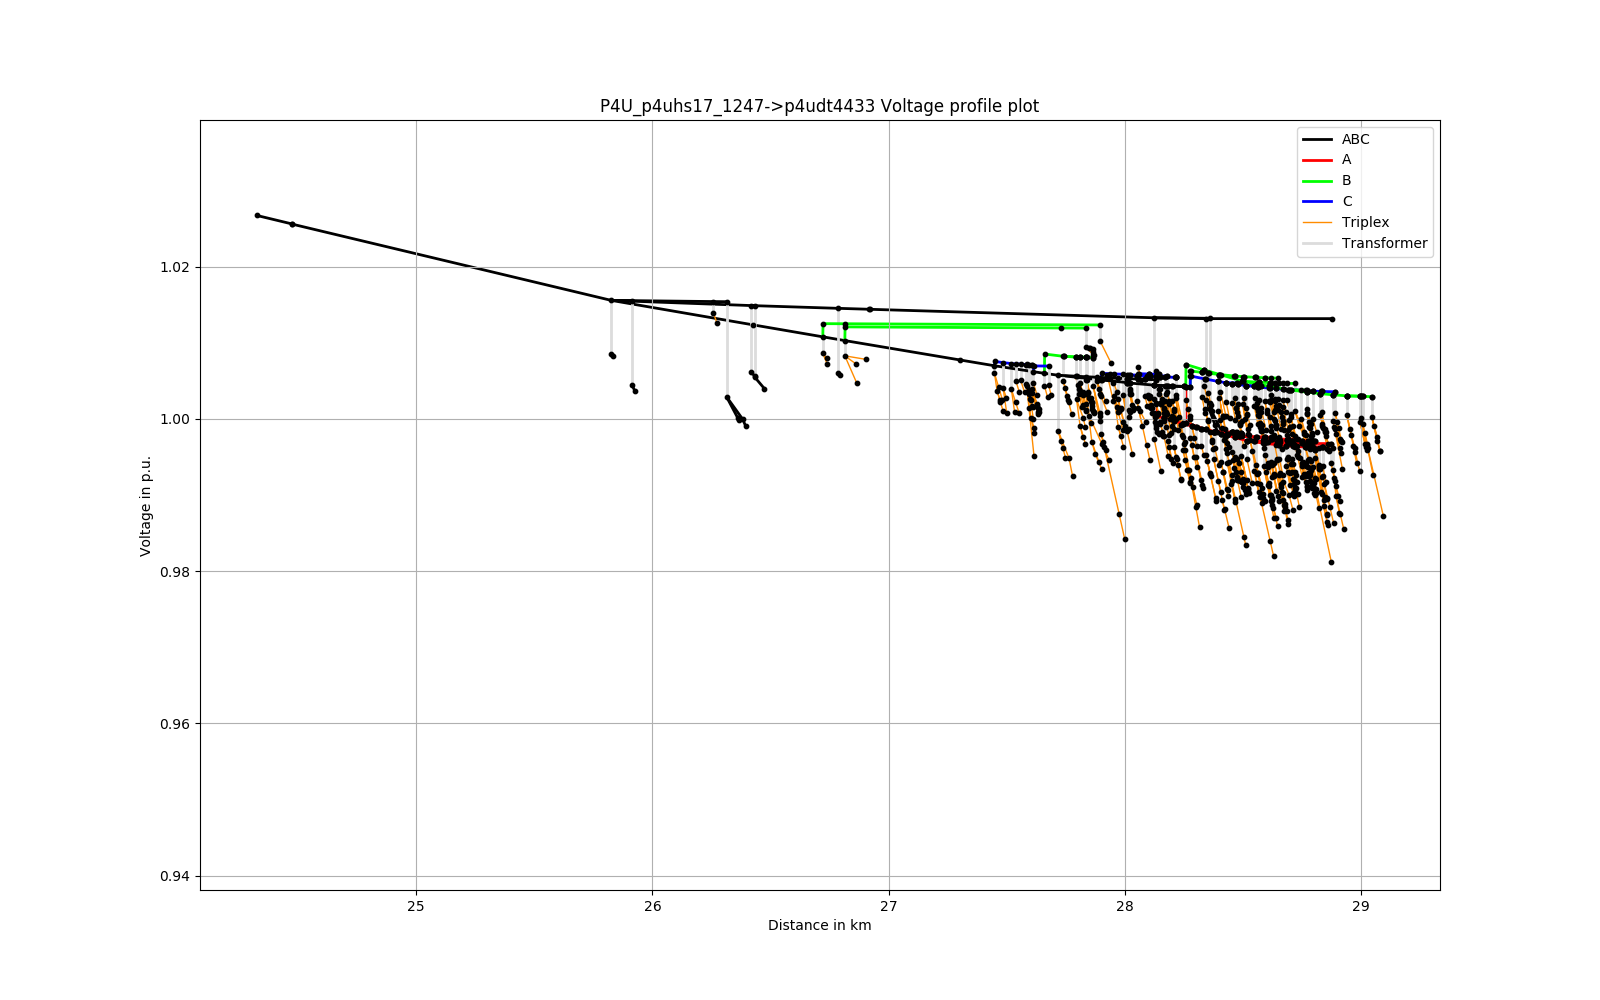 P4U_p4uhs17_1247->p4udt4433 Voltage profile plot
ABC
A
B
C
Triplex
Transformer
Voltage in p.u.
1.02
1.00
0.98
0.96
0.94
25
26
27
28
29
Distance in km